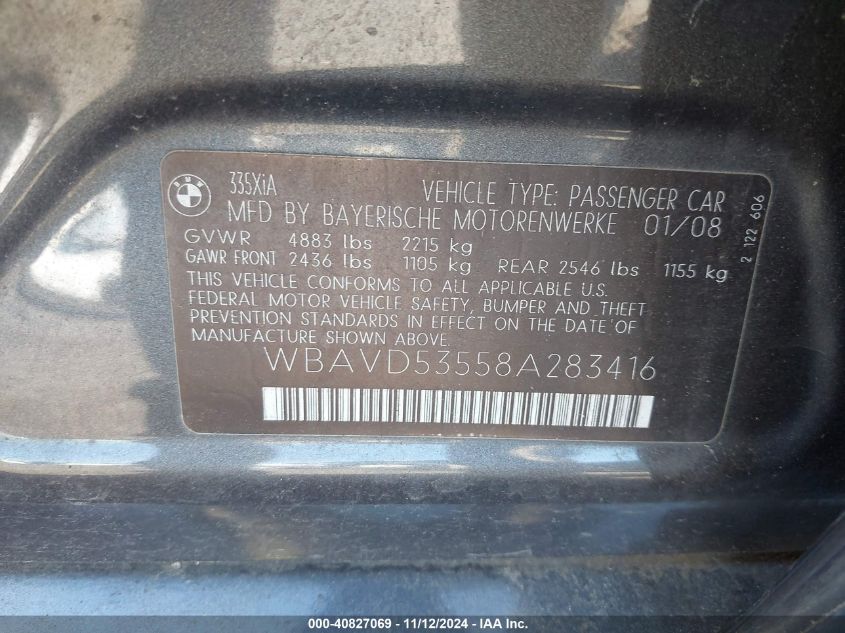 BMW
335XiA
VEHICLE TYPE: PASSENGER CAR
MFD BY BAYERISCHE MOTORENWERKE 01/08
GVWR 4883 lbs 2215 kg
GAWR FRONT 2436 lbs 1105 kg REAR 2546 lbs 1155 kg
THIS VEHICLE CONFORMS TO ALL APPLICABLE U.S.
FEDERAL MOTOR VEHICLE SAFETY, BUMPER AND THEFT
PREVENTION STANDARDS IN EFFECT ON THE DATE OF
MANUFACTURE SHOWN ABOVE.
WBAVD53558A283416
2 122 606
000-40827069 - 11/12/2024 - IAAI.com